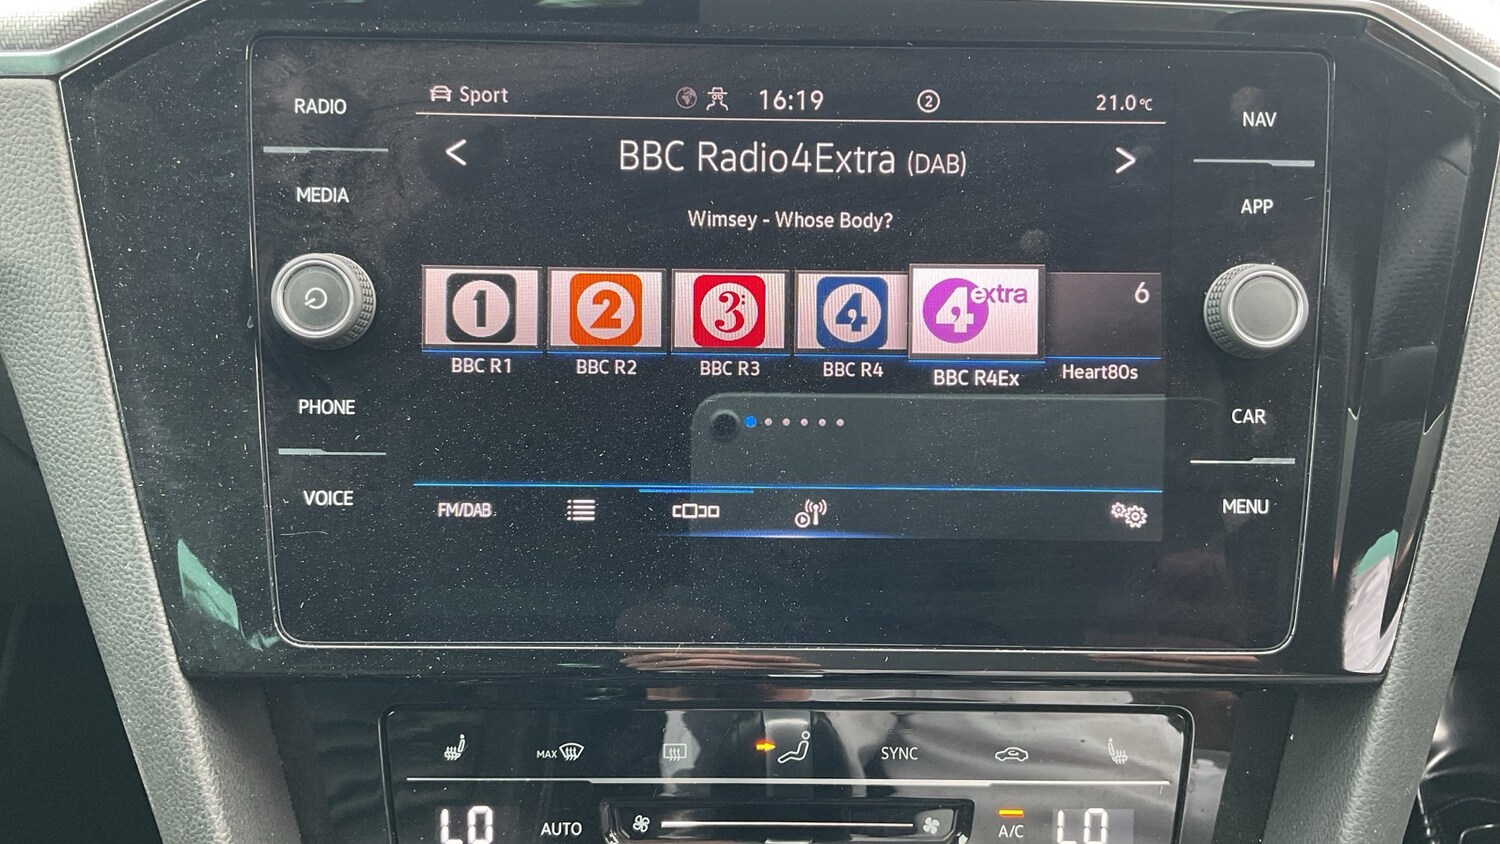 RADIO
MEDIA
PHONE
VOICE
Sport
16:19
2
21.0°C
BBC Radio4Extra (DAB)
Wimsey - Whose Body?
1
2
3
4
4 extra
6
BBC R1
BBC R2
BBC R3
BBC R4
BBC R4Ex
Heart80s
FM/DAB
NAV
APP
CAR
MENU
MAX
SYNC
LO
AUTO
A/C
LO